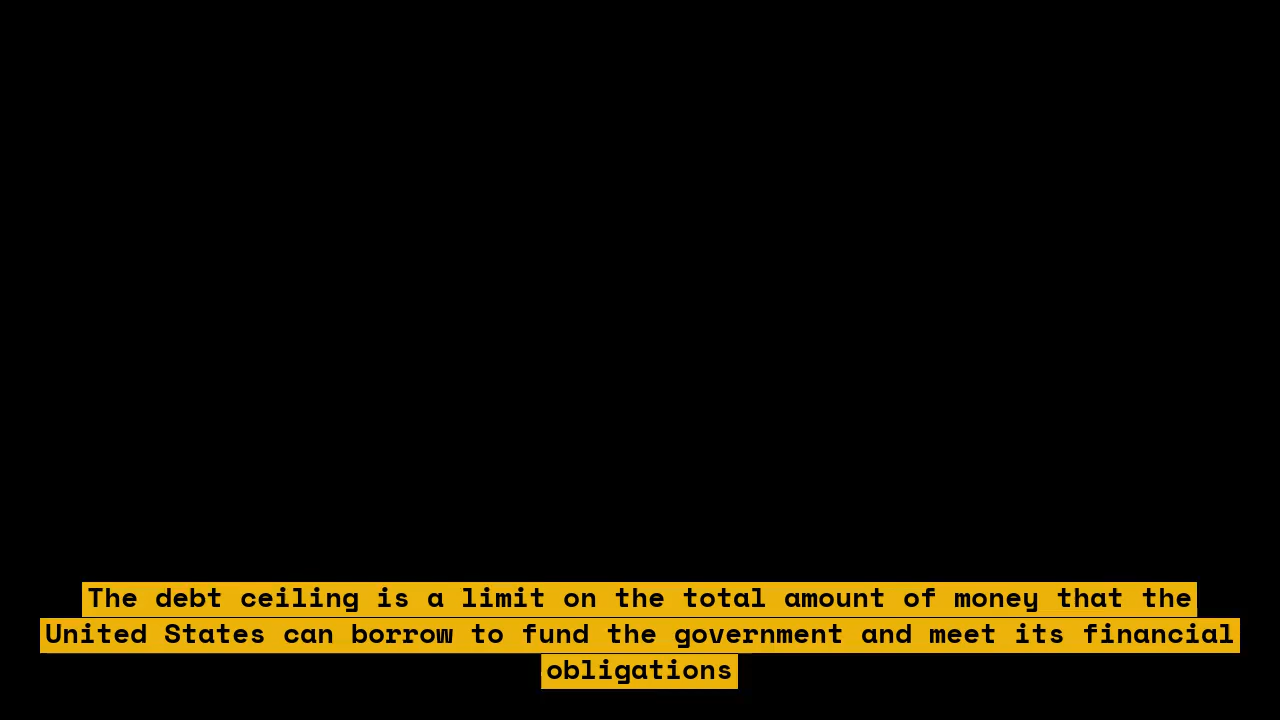 The debt ceiling is a limit on the total amount of money that the
United States can borrow to fund the government and meet its financial
obligations